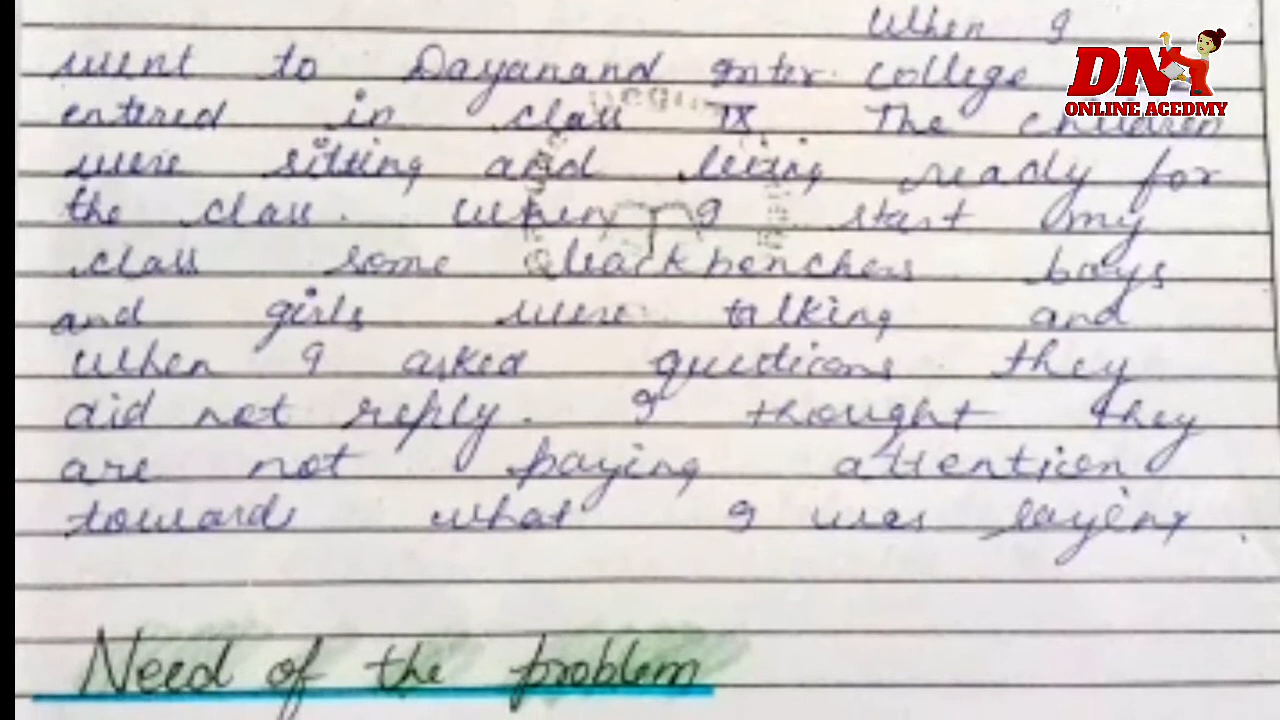 When I
went to Dayanand Inter college
entered in class IX The children
were sitting and being ready for
the class. When I start my
class some backbenchers boys
and girls were talking and
when I asked questions they
did not reply. I thought they
are not paying attention
towards what I was saying.
Need of the problem
DN
ONLINE ACEDMY